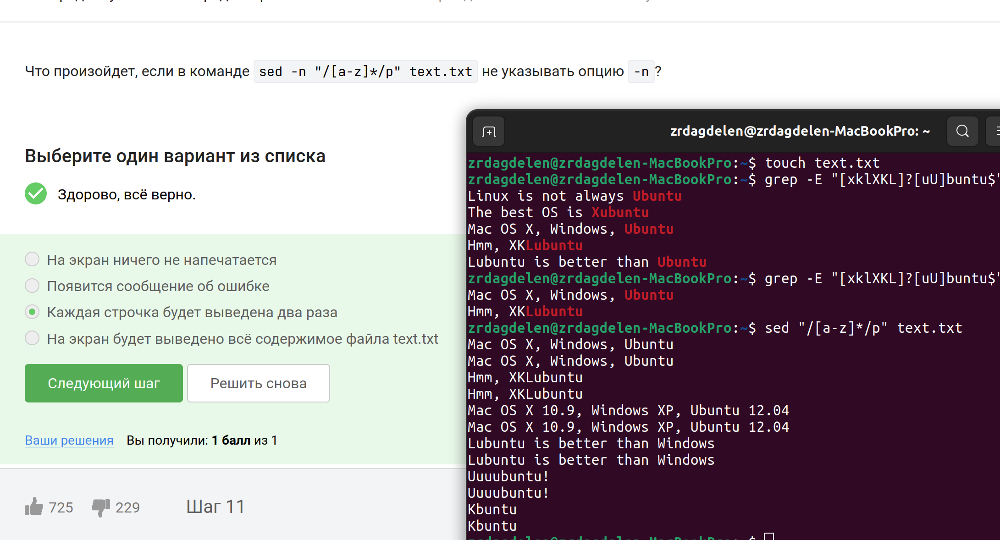 Что произойдет, если в команде sed -n "/[a-z]*/p" text.txt не указывать опцию -n?
Выберите один вариант из списка
Здорово, всё верно.
На экран ничего не напечатается
Появится сообщение об ошибке
Каждая строчка будет выведена два раза
На экран будет выведено всё содержимое файла text.txt
Следующий шаг
Решить снова
Ваши решения Вы получили: 1 балл из 1
725 229 Шаг 11
zrdagdelen@zrdagdelen-MacBookPro: ~
zrdagdelen@zrdagdelen-MacBookPro:~$ touch text.txt
zrdagdelen@zrdagdelen-MacBookPro:~$ grep -E "[xklXKL]?[uU]buntu$"
Linux is not always Ubuntu
The best OS is Xubuntu
Mac OS X, Windows, Ubuntu
Hmm, XKLubuntu
Lubuntu is better than Ubuntu
zrdagdelen@zrdagdelen-MacBookPro:~$ grep -E "[xklXKL]?[uU]buntu$"
Mac OS X, Windows, Ubuntu
Hmm, XKLubuntu
zrdagdelen@zrdagdelen-MacBookPro:~$ sed "/[a-z]*/p" text.txt
Mac OS X, Windows, Ubuntu
Mac OS X, Windows, Ubuntu
Hmm, XKLubuntu
Hmm, XKLubuntu
Mac OS X 10.9, Windows XP, Ubuntu 12.04
Mac OS X 10.9, Windows XP, Ubuntu 12.04
Lubuntu is better than Windows
Lubuntu is better than Windows
Uuuubuntu!
Uuuubuntu!
Kbuntu
Kbuntu